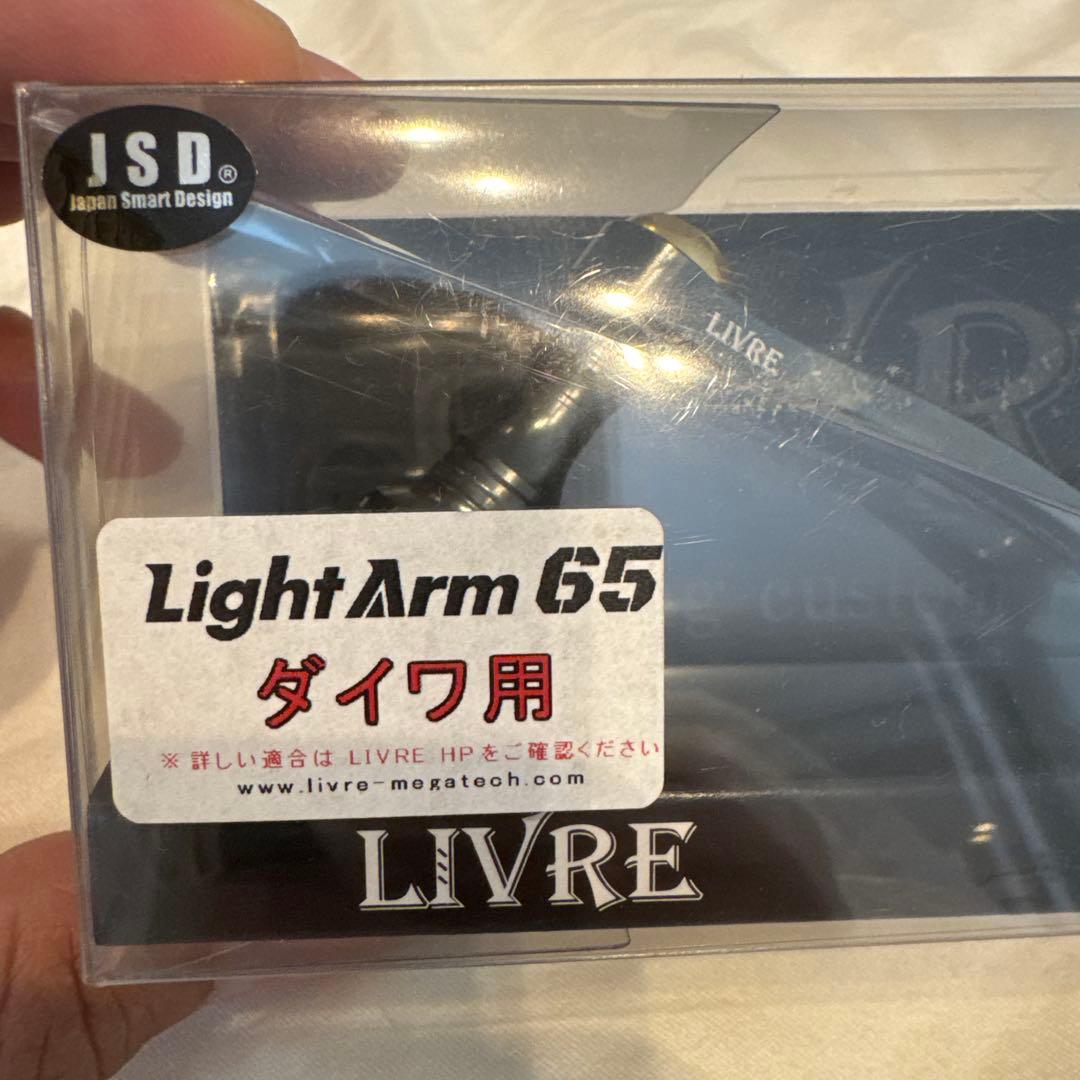 JSD®
Japan Smart Design
LIVRE
Light Arm 65
ダイワ用
※詳しい適合は LIVRE HPをご確認ください
www.livre-megatech.com
LIVRE